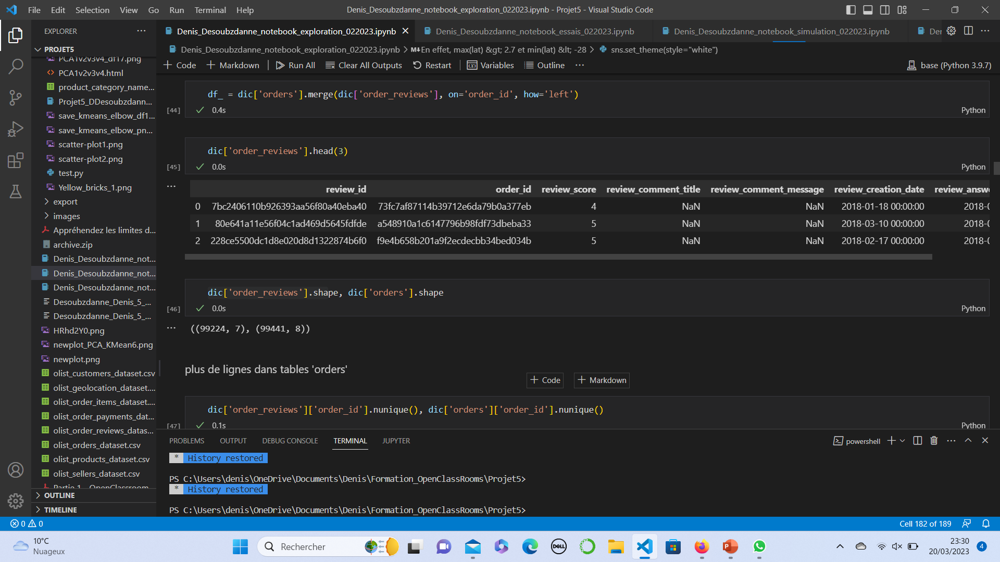 File Edit Selection View Go Run Terminal Help
Denis_Desoubzdanne_notebook_exploration_022023.ipynb - Projet5 - Visual Studio Code
EXPLORER
PROJET5
PCA1v2v3v4_df17.png
PCA1v2v3v4.html
product_category_name...
Projet5_DDesoubzdann...
save_kmeans_elbow_df1...
save_kmeans_elbow_pn...
scatter-plot1.png
scatter-plot2.png
test.py
Yellow_bricks_1.png
export
images
Appréhendez les limites d...
archive.zip
Denis_Desoubzdanne_not...
Denis_Desoubzdanne_not...
Denis_Desoubzdanne_not...
Desoubzdanne_Denis_5_...
Desoubzdanne_Denis_5_...
HRhd2Y0.png
newplot_PCA_KMean6.png
newplot.png
olist_customers_dataset.csv
olist_geolocation_dataset....
olist_order_items_dataset....
olist_order_payments_dat...
olist_order_reviews_datas...
olist_orders_dataset.csv
olist_products_dataset.csv
olist_sellers_dataset.csv
Partie 1 - OpenClassroom
OUTLINE
TIMELINE
Denis_Desoubzdanne_notebook_exploration_022023.ipynb Denis_Desoubzdanne_notebook_essais_022023.ipynb Denis_Desoubzdanne_notebook_simulation_022023.ipynb De
Denis_Desoubzdanne_notebook_exploration_022023.ipynb > M↓En effet, max(lat) &gt; 2.7 et min(lat) &lt; -28 > sns.set_theme(style="white")
+ Code + Markdown | Run All Clear All Outputs Restart | Variables Outline ... base (Python 3.9.7)
df_ = dic['orders'].merge(dic['order_reviews'], on='order_id', how='left')
[44] ✓ 0.4s Python
dic['order_reviews'].head(3)
[45] ✓ 0.0s Python
... review_id order_id review_score review_comment_title review_comment_message review_creation_date review_answe
0 7bc2406110b926393aa56f80a40eba40 73fc7af87114b39712e6da79b0a377eb 4 NaN NaN 2018-01-18 00:00:00 2018-0
1 80e641a11e56f04c1ad469d5645fdfde a548910a1c6147796b98fdf73dbeba33 5 NaN NaN 2018-03-10 00:00:00 2018-0
2 228ce5500dc1d8e020d8d1322874b6f0 f9e4b658b201a9f2ecdecbb34bed034b 5 NaN NaN 2018-02-17 00:00:00 2018-0
dic['order_reviews'].shape, dic['orders'].shape
[46] ✓ 0.0s Python
... ((99224, 7), (99441, 8))
plus de lignes dans tables 'orders'
+ Code + Markdown
dic['order_reviews']['order_id'].nunique(), dic['orders']['order_id'].nunique()
[47] ✓ 0.1s Python
PROBLEMS OUTPUT DEBUG CONSOLE TERMINAL JUPYTER powershell
* History restored
PS C:\Users\denis\OneDrive\Documents\Denis\Formation_OpenClassRooms\Projet5>
* History restored
PS C:\Users\denis\OneDrive\Documents\Denis\Formation_OpenClassRooms\Projet5>
0 0 Cell 182 of 189
10°C
Nuageux
Rechercher
DELL
23:30
20/03/2023
4